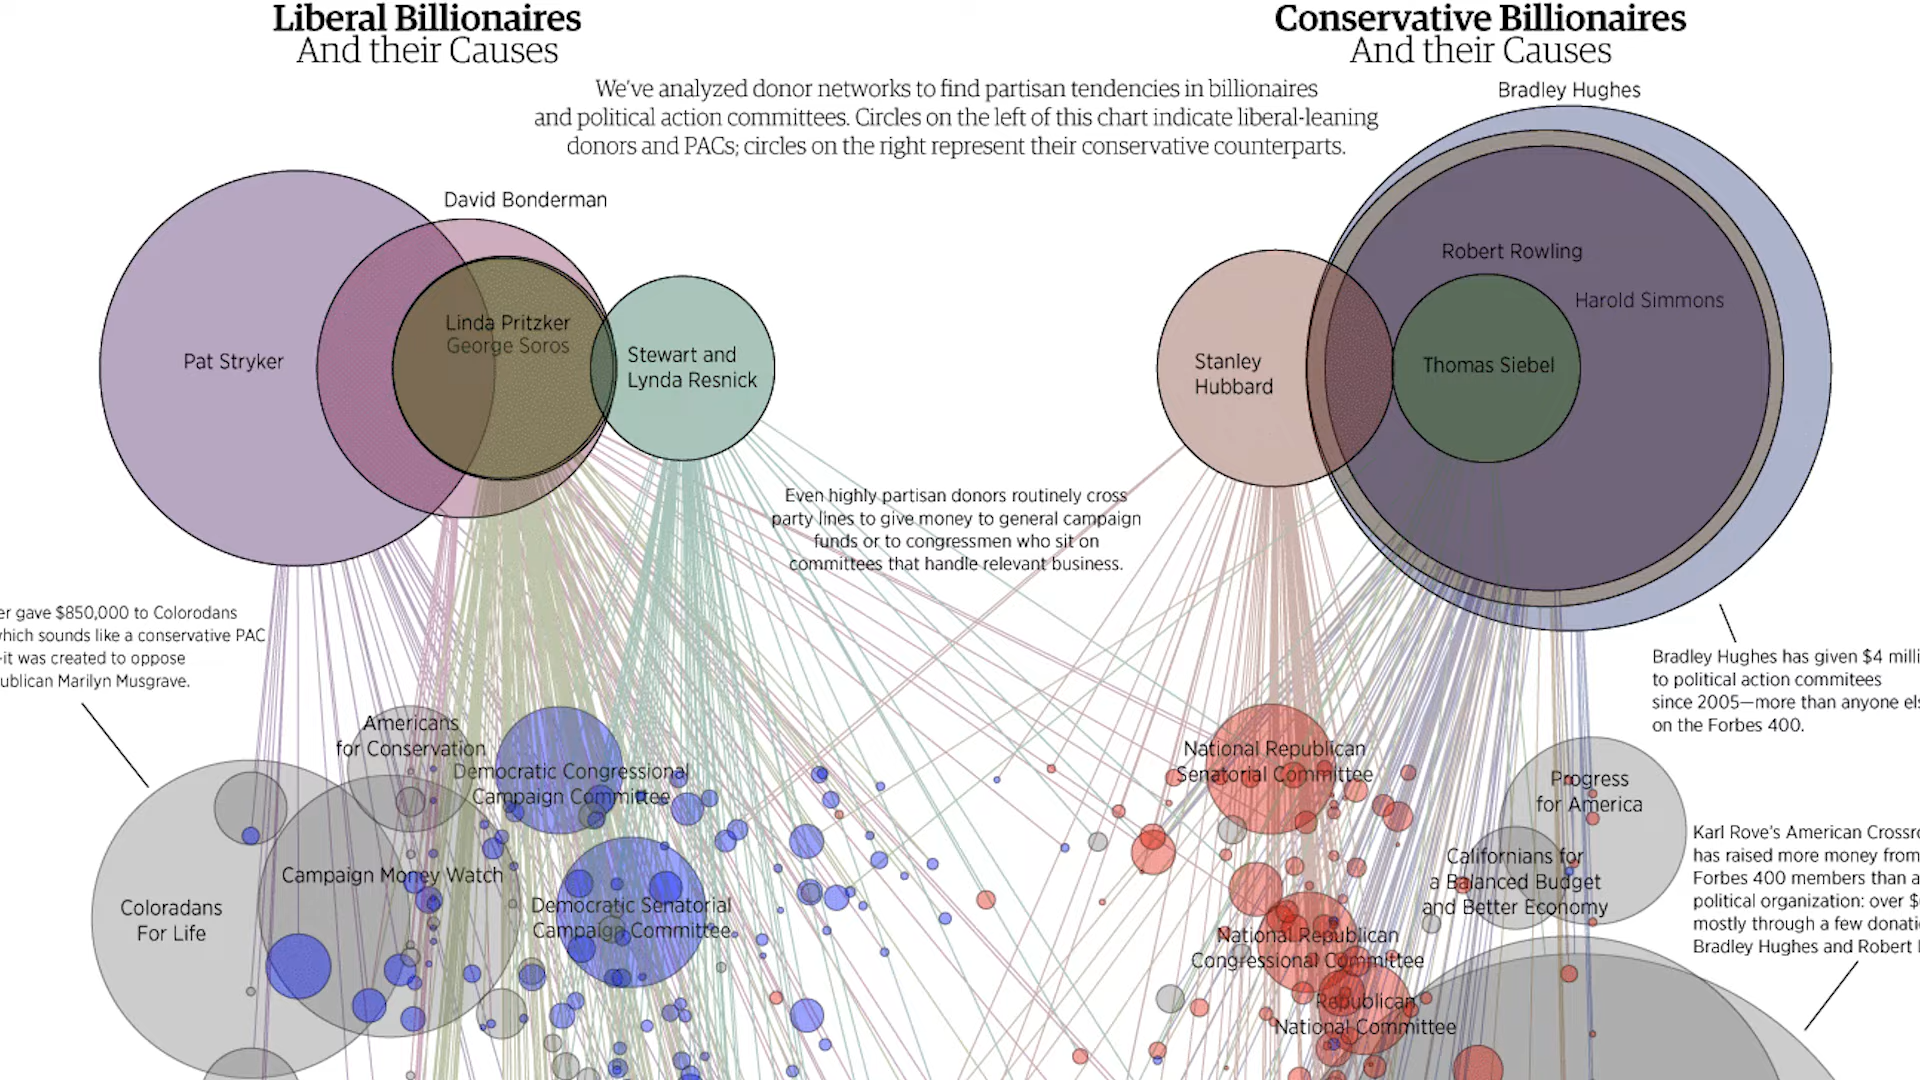 Liberal Billionaires
And their Causes
Conservative Billionaires
And their Causes
We've analyzed donor networks to find partisan tendencies in billionaires
and political action committees. Circles on the left of this chart indicate liberal-leaning
donors and PACs; circles on the right represent their conservative counterparts.
Bradley Hughes
David Bonderman
Robert Rowling
Harold Simmons
Linda Pritzker
George Soros
Pat Stryker
Stewart and
Lynda Resnick
Stanley
Hubbard
Thomas Siebel
Even highly partisan donors routinely cross
party lines to give money to general campaign
funds or to congressmen who sit on
committees that handle relevant business.
gave $850,000 to Colorodans
which sounds like a conservative PAC
it was created to oppose
Marilyn Musgrave.
Bradley Hughes has given $4
to political action commitees
since 2005—more than anyone
on the Forbes 400.
Americans
for Conservation
Democratic Congressional
Campaign Committee
National Republican
Senatorial Committee
Progress
for America
Karl Rove's American
has raised more money from
Forbes 400 members than
political organization: over
mostly through a few
Bradley Hughes and Robert
Californians for
a Balanced Budget
and Better Economy
Campaign Money Watch
Coloradans
For Life
Democratic Senatorial
Campaign Committee
National Republican
Congressional Committee
Republican
National Committee